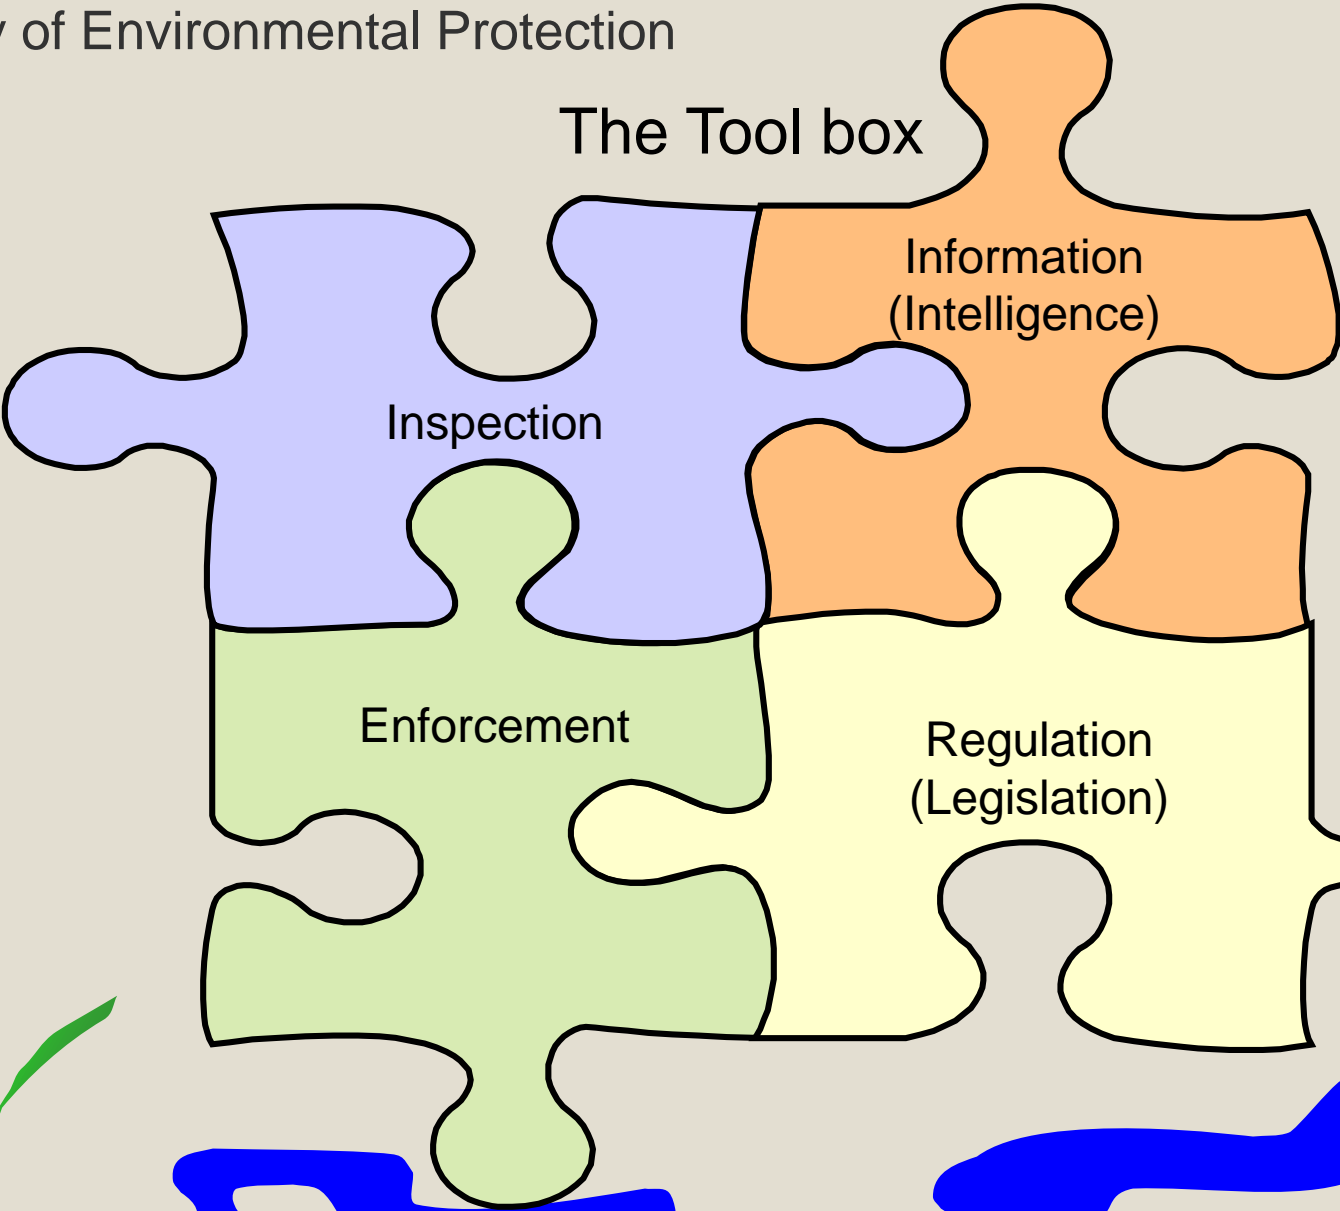 of Environmental Protection
The Tool box
Information
(Intelligence)
Inspection
Enforcement
Regulation
(Legislation)